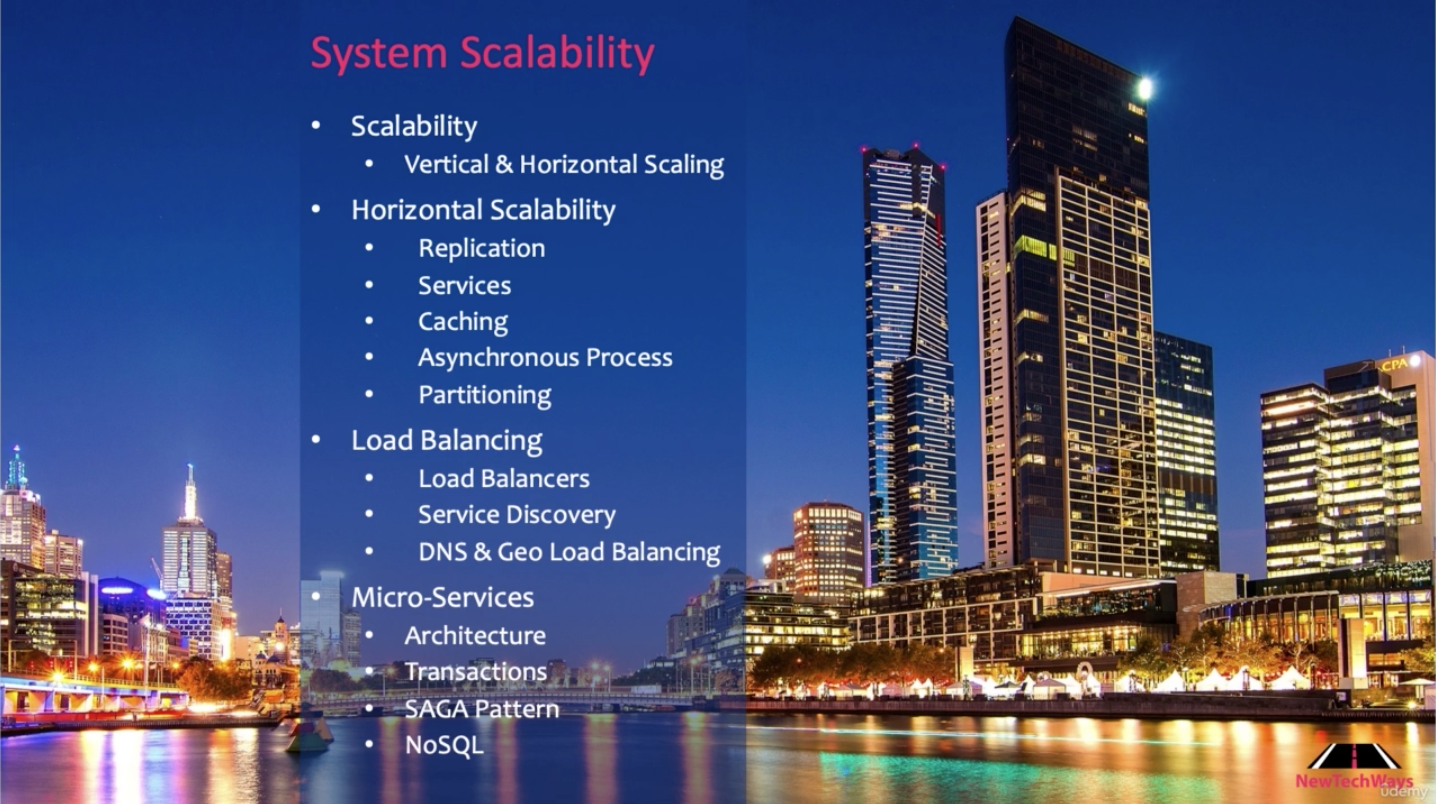 System Scalability
• Scalability
• Vertical & Horizontal Scaling
• Horizontal Scalability
• Replication
• Services
• Caching
• Asynchronous Process
• Partitioning
• Load Balancing
• Load Balancers
• Service Discovery
• DNS & Geo Load Balancing
• Micro-Services
• Architecture
• Transactions
• SAGA Pattern
• NoSQL
CPA
NewTechWays
udemy